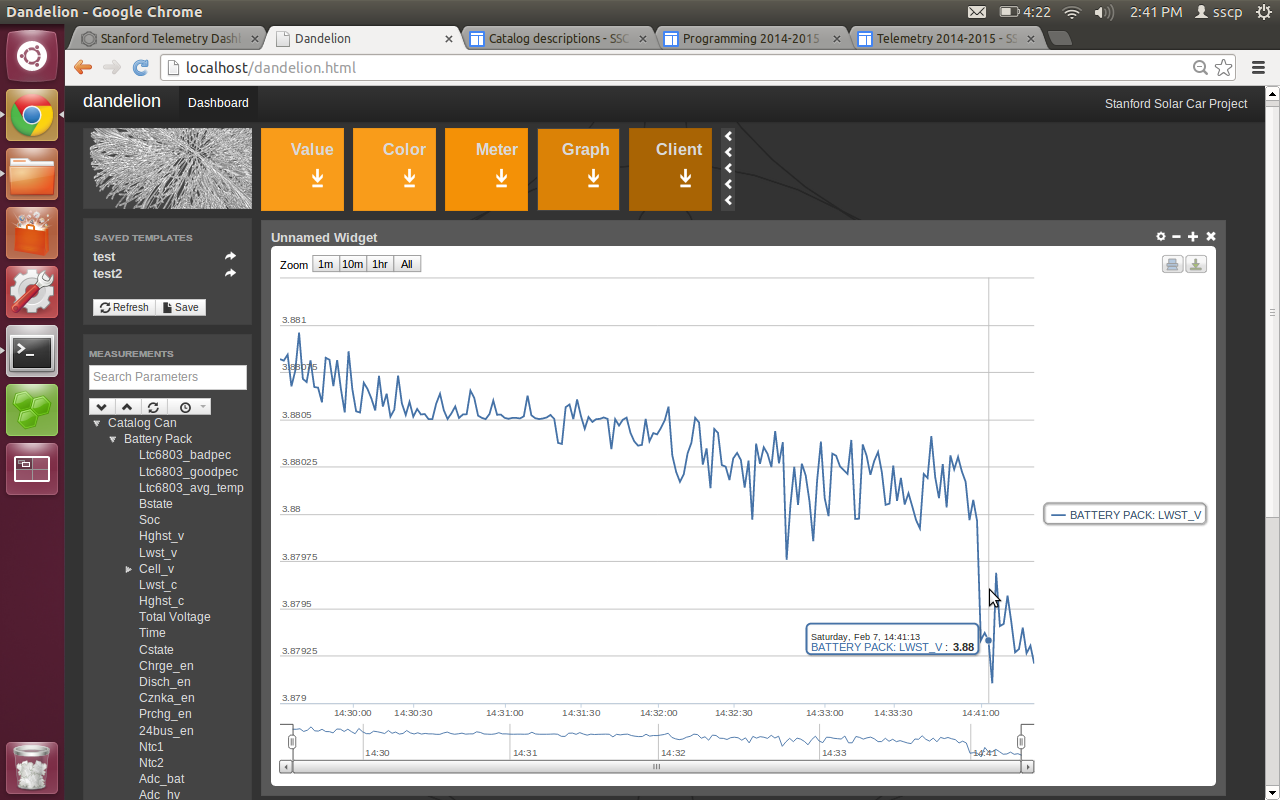 Dandelion - Google Chrome
4:22
2:41 PM
sscp
Stanford Telemetry Dash
Dandelion
Catalog descriptions - SSC
Programming 2014-2015
Telemetry 2014-2015 - SS
localhost/dandelion.html
dandelion
Dashboard
Stanford Solar Car Project
Value
Color
Meter
Graph
Client
SAVED TEMPLATES
test
test2
Refresh
Save
MEASUREMENTS
Search Parameters
Catalog Can
Battery Pack
Ltc6803_badpec
Ltc6803_goodpec
Ltc6803_avg_temp
Bstate
Soc
Hghst_v
Lwst_v
Cell_v
Lwst_c
Hghst_c
Total Voltage
Time
Cstate
Chrge_en
Disch_en
Cznka_en
Prchg_en
24bus_en
Ntc1
Ntc2
Adc_bat
Adc_hv
Unnamed Widget
Zoom
1m
10m
1hr
All
3.881
3.88075
3.8805
3.88025
3.88
3.87975
3.8795
3.87925
3.879
Saturday, Feb 7, 14:41:13
BATTERY PACK: LWST_V : 3.88
BATTERY PACK: LWST_V
14:30:00
14:30:30
14:31:00
14:31:30
14:32:00
14:32:30
14:33:00
14:33:30
14:41:00
14:30
14:31
14:32
14:33
14:41